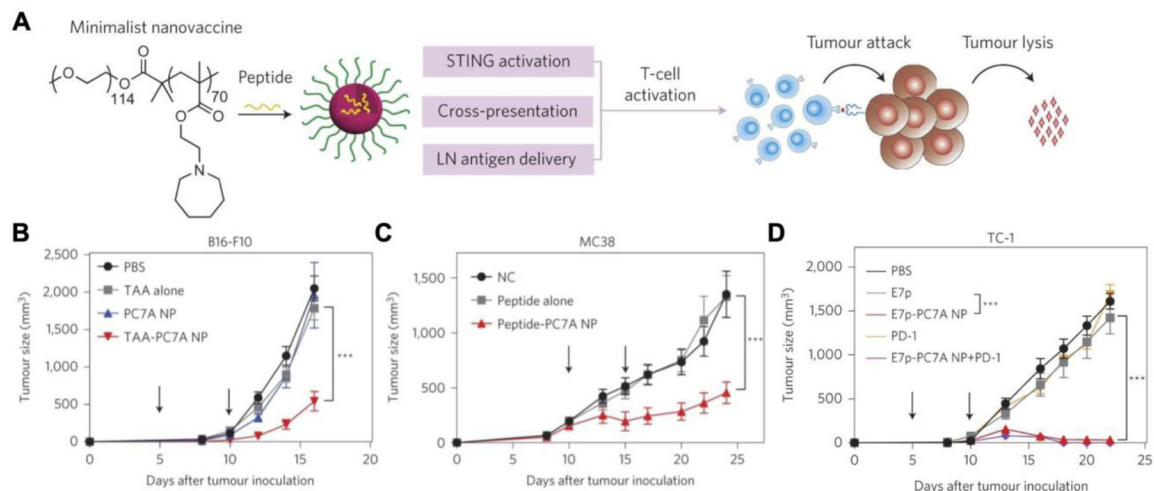 A
Minimalist nanovaccine
O
O
114
70
O
O
N
Peptide
STING activation
Cross-presentation
LN antigen delivery
T-cell
activation
Tumour attack
Tumour lysis
B
B16-F10
Tumour size (mm³)
2,500
2,000
1,500
1,000
500
0
PBS
TAA alone
PC7A NP
TAA-PC7A NP
***
0 5 10 15 20
Days after tumour inoculation
C
MC38
Tumour size (mm³)
1,500
1,000
500
0
NC
Peptide alone
Peptide-PC7A NP
***
0 5 10 15 20 25
Days after tumour inoculation
D
TC-1
Tumour size (mm³)
2,000
1,500
1,000
500
0
PBS
E7p
E7p-PC7A NP
PD-1
E7p-PC7A NP+PD-1
***
***
0 5 10 15 20 25
Days after tumour inoculation